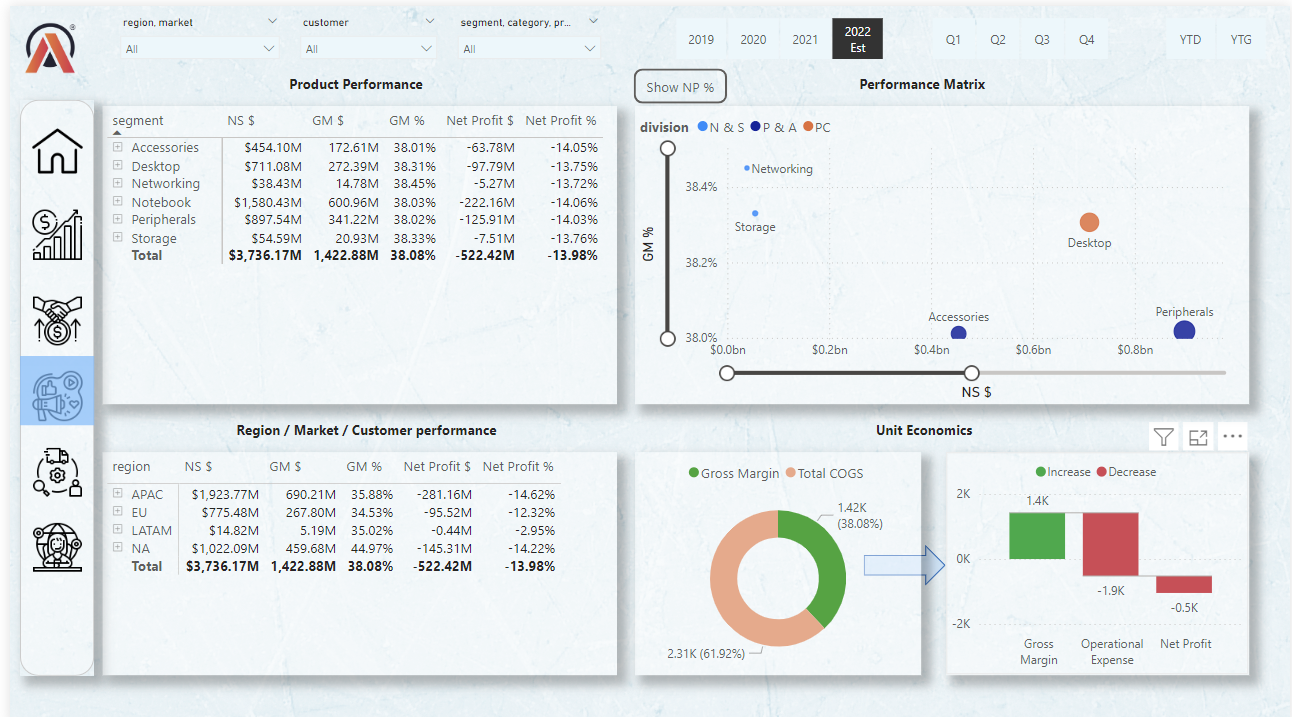 region, market
customer
segment, category, pr...
All
All
All
2019
2020
2021
2022
Est
Q1
Q2
Q3
Q4
YTD
YTG
®
Product Performance
segment NS $ GM $ GM % Net Profit $ Net Profit %
Accessories $454.10M 172.61M 38.01% -63.78M -14.05%
Desktop $711.08M 272.39M 38.31% -97.79M -13.75%
Networking $38.43M 14.78M 38.45% -5.27M -13.72%
Notebook $1,580.43M 600.96M 38.03% -222.16M -14.06%
Peripherals $897.54M 341.22M 38.02% -125.91M -14.03%
Storage $54.59M 20.93M 38.33% -7.51M -13.76%
Total $3,736.17M 1,422.88M 38.08% -522.42M -13.98%
Show NP %
Performance Matrix
division N & S P & A PC
GM %
38.4%
38.2%
38.0%
Networking
Storage
Desktop
Accessories
Peripherals
$0.0bn $0.2bn $0.4bn $0.6bn $0.8bn
NS $
Region / Market / Customer performance
region NS $ GM $ GM % Net Profit $ Net Profit %
APAC $1,923.77M 690.21M 35.88% -281.16M -14.62%
EU $775.48M 267.80M 34.53% -95.52M -12.32%
LATAM $14.82M 5.19M 35.02% -0.44M -2.95%
NA $1,022.09M 459.68M 44.97% -145.31M -14.22%
Total $3,736.17M 1,422.88M 38.08% -522.42M -13.98%
Unit Economics
Gross Margin Total COGS
1.42K
(38.08%)
2.31K (61.92%)
Increase Decrease
2K
0K
-2K
1.4K
-1.9K
-0.5K
Gross
Margin
Operational
Expense
Net Profit